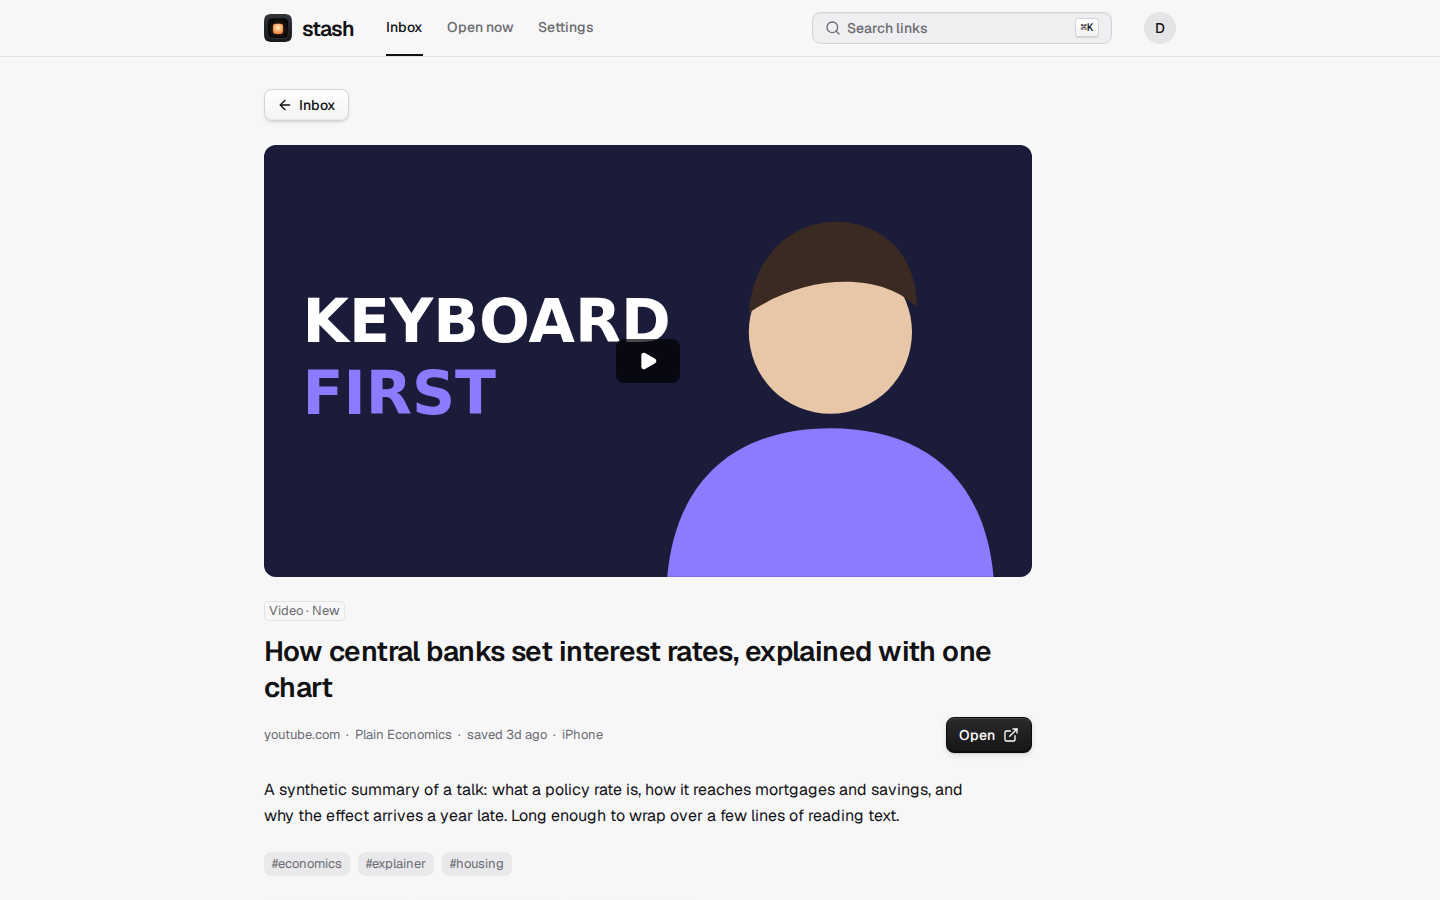 stash
Inbox
Open now
Settings
Search links
⌘K
D
Inbox
KEYBOARD
FIRST
Video · New
How central banks set interest rates, explained with one
chart
youtube.com · Plain Economics · saved 3d ago · iPhone
Open
A synthetic summary of a talk: what a policy rate is, how it reaches mortgages and savings, and
why the effect arrives a year late. Long enough to wrap over a few lines of reading text.
#economics
#explainer
#housing